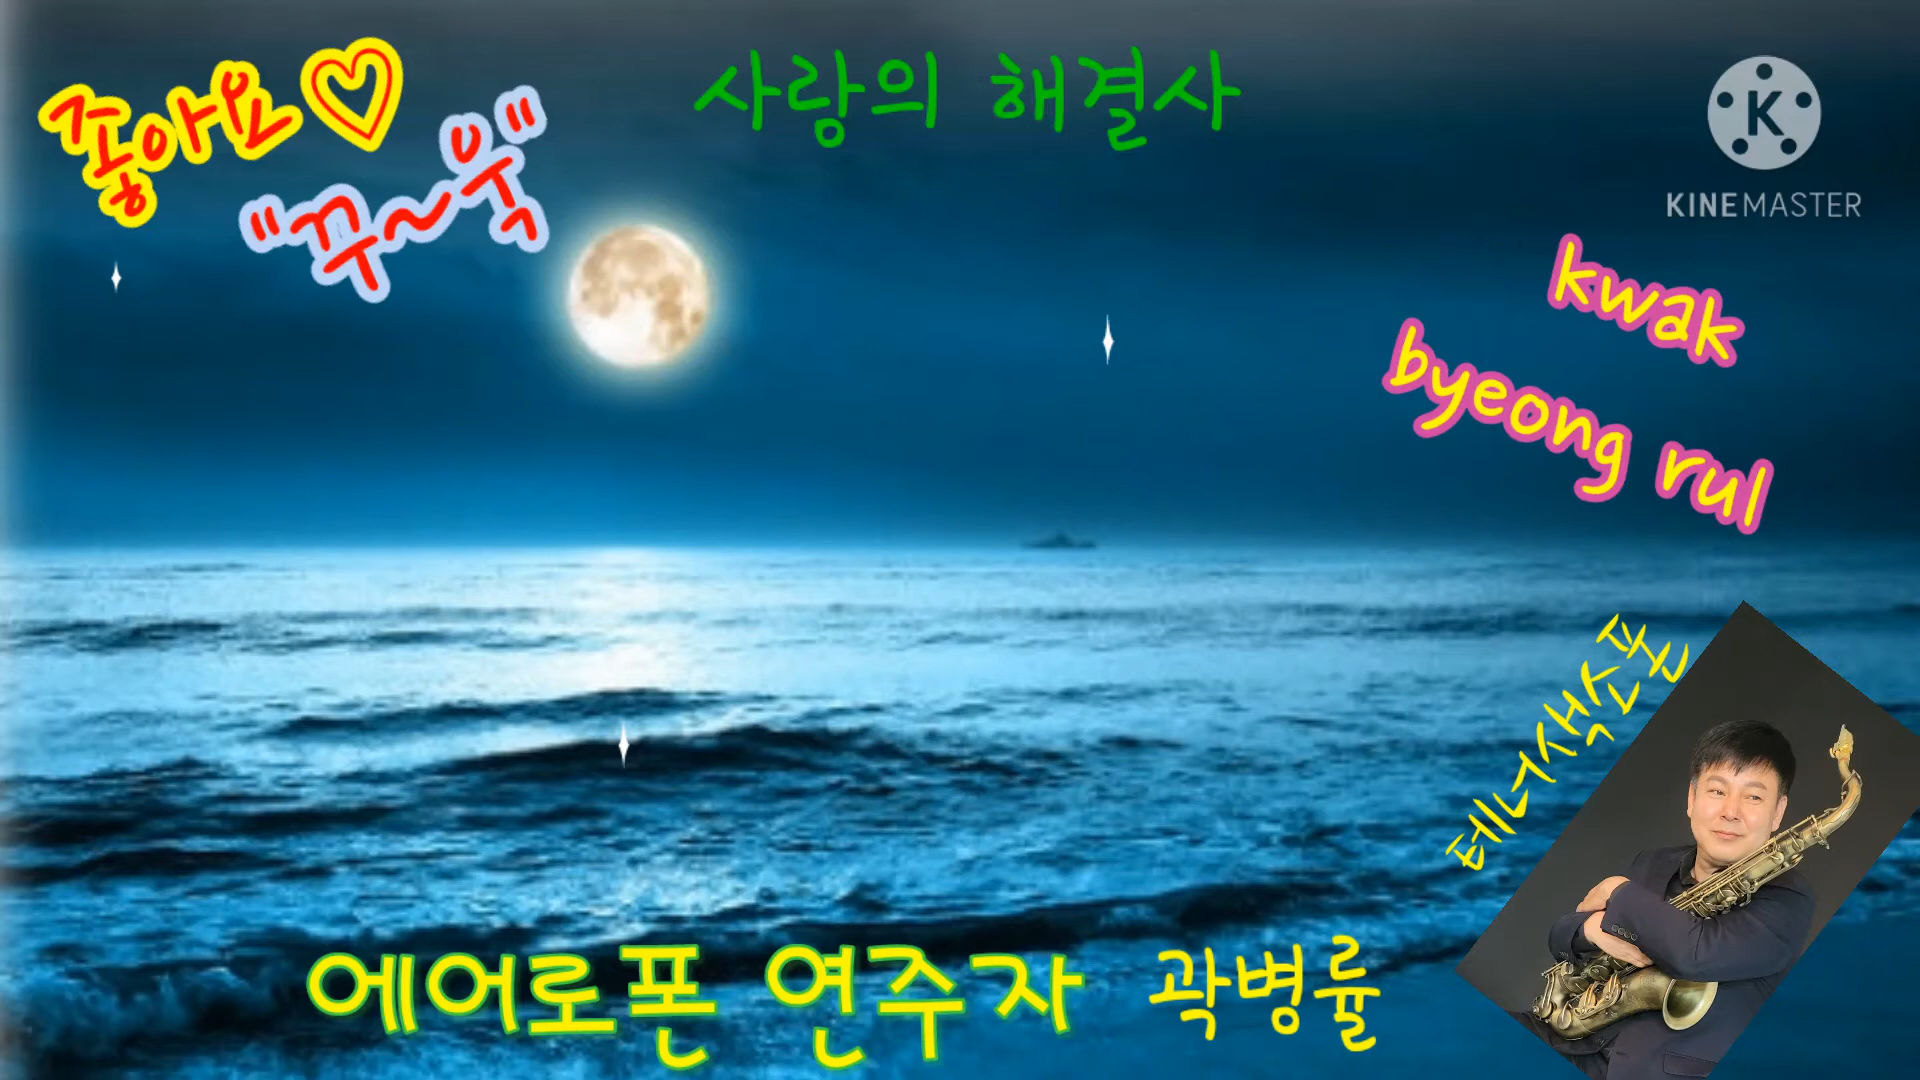 좋아요♡
"꾸~욱"
사랑의 해결사
K
KINEMASTER
kwak
byeong rul
테너색소폰
에어로폰 연주자 곽병률